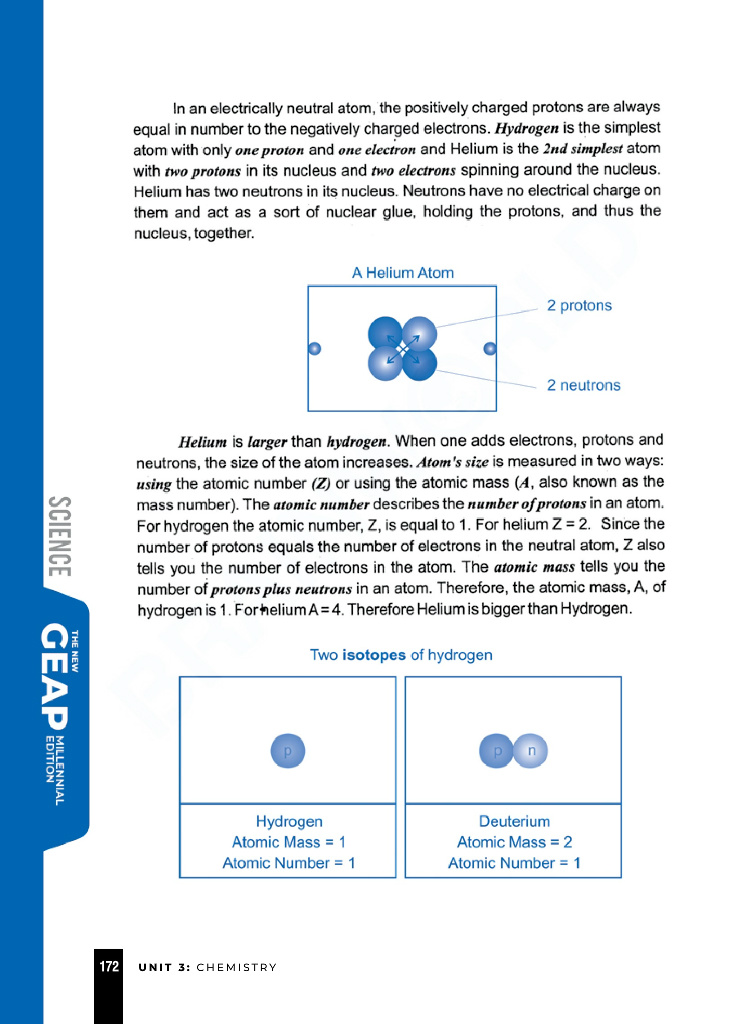 In an electrically neutral atom, the positively charged protons are always
equal in number to the negatively charged electrons. Hydrogen is the simplest
atom with only one proton and one electron and Helium is the 2nd simplest atom
with two protons in its nucleus and two electrons spinning around the nucleus.
Helium has two neutrons in its nucleus. Neutrons have no electrical charge on
them and act as a sort of nuclear glue, holding the protons, and thus the
nucleus, together.
A Helium Atom
2 protons
2 neutrons
Helium is larger than hydrogen. When one adds electrons, protons and
neutrons, the size of the atom increases. Atom's size is measured in two ways:
using the atomic number (Z) or using the atomic mass (A, also known as the
mass number). The atomic number describes the number of protons in an atom.
For hydrogen the atomic number, Z, is equal to 1. For helium Z = 2. Since the
number of protons equals the number of electrons in the neutral atom, Z also
tells you the number of electrons in the atom. The atomic mass tells you the
number of protons plus neutrons in an atom. Therefore, the atomic mass, A, of
hydrogen is 1. For helium A = 4. Therefore Helium is bigger than Hydrogen.
Two isotopes of hydrogen
p
p n
Hydrogen
Atomic Mass = 1
Atomic Number = 1
Deuterium
Atomic Mass = 2
Atomic Number = 1
SCIENCE
THE NEW
GEAP
MILLENNIAL
EDITION
172 UNIT 3: CHEMISTRY